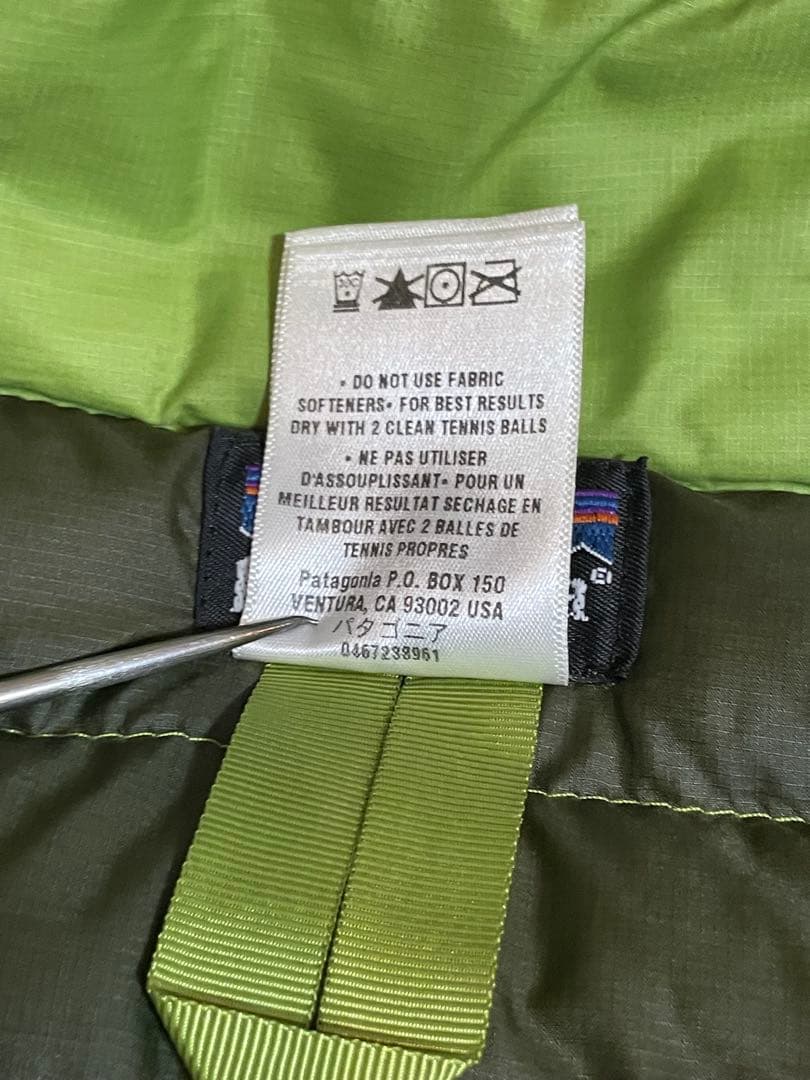 30C
• DO NOT USE FABRIC
SOFTENERS• FOR BEST RESULTS
DRY WITH 2 CLEAN TENNIS BALLS
• NE PAS UTILISER
D'ASSOUPLISSANT• POUR UN
MEILLEUR RESULTAT SECHAGE EN
TAMBOUR AVEC 2 BALLES DE
TENNIS PROPRES
Patagonia P.O. BOX 150
VENTURA, CA 93002 USA
パタゴニア
0467238961